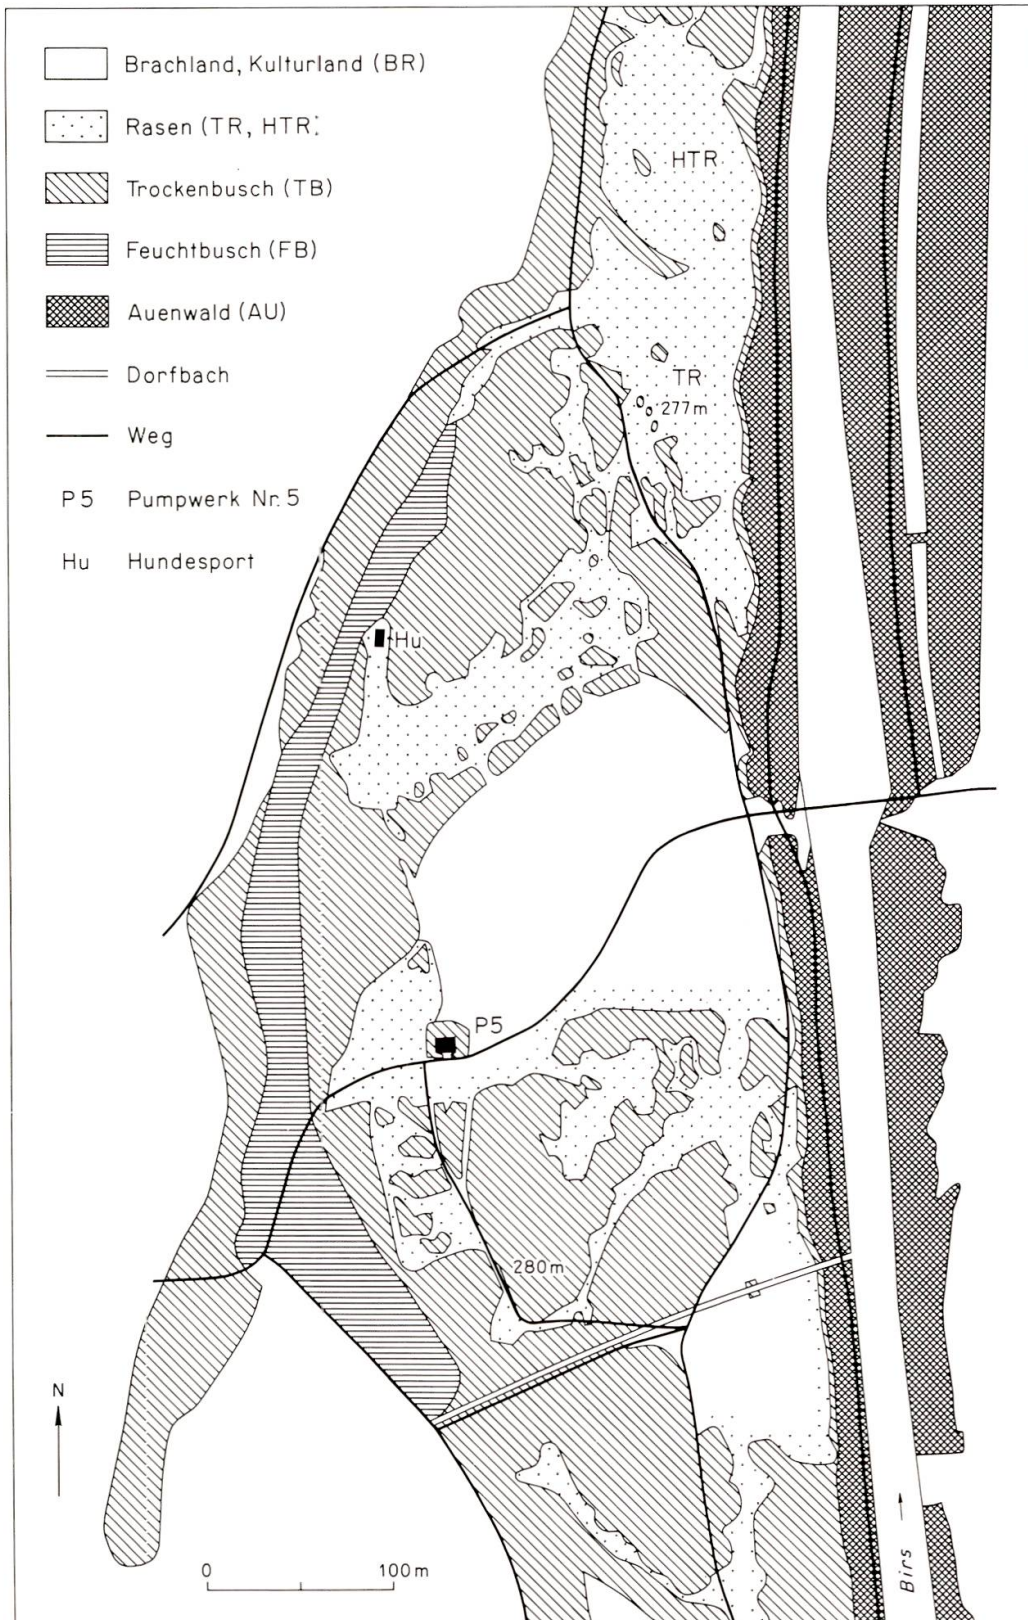 Brachland, Kulturland (BR)
Rasen (TR, HTR)
Trockenbusch (TB)
Feuchtbusch (FB)
Auenwald (AU)
Dorfbach
Weg
P 5 Pumpwerk Nr. 5
Hu Hundesport
HTR
TR
277m
Hu
P5
280m
N
0 100m
Birs